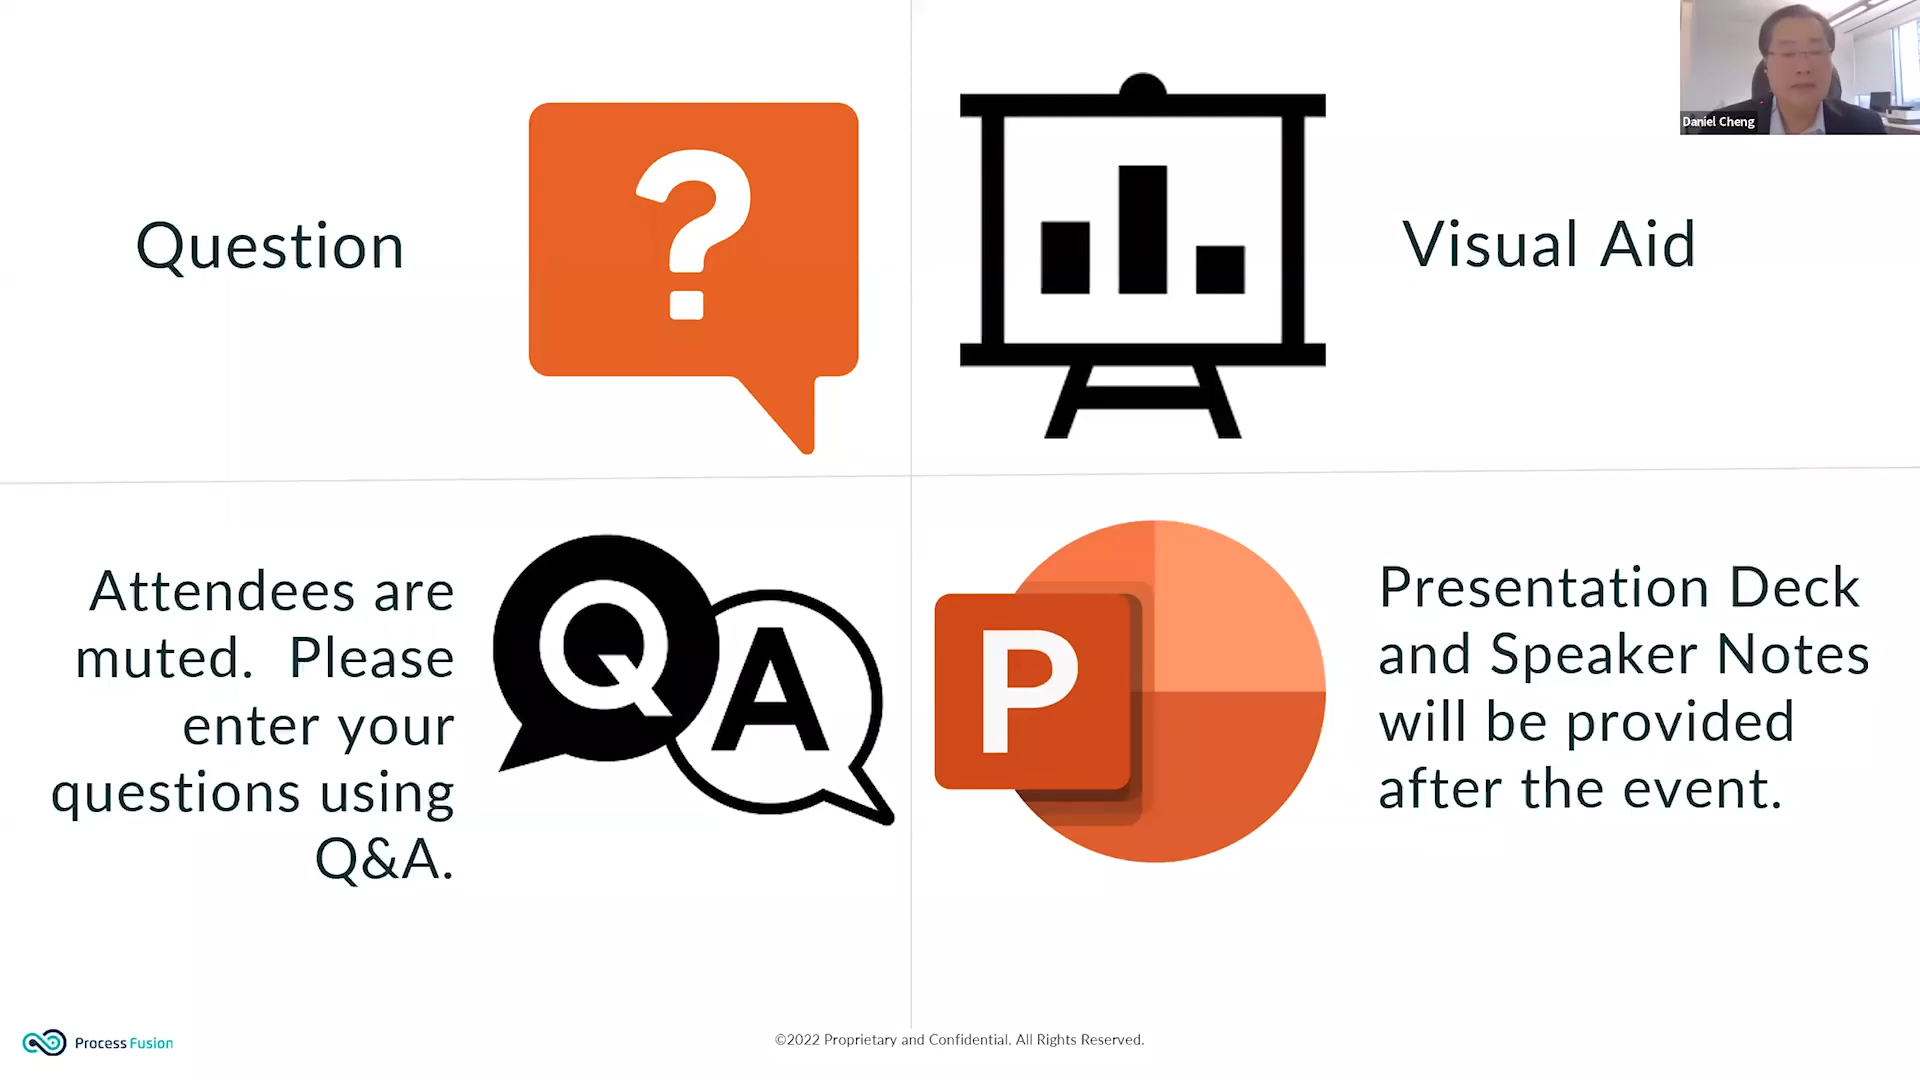 Daniel Cheng
Question
?
Visual Aid
Attendees are
muted.  Please
enter your
questions using
Q&A.
Q A
P
Presentation Deck
and Speaker Notes
will be provided
after the event.
Process Fusion
©2022 Proprietary and Confidential. All Rights Reserved.